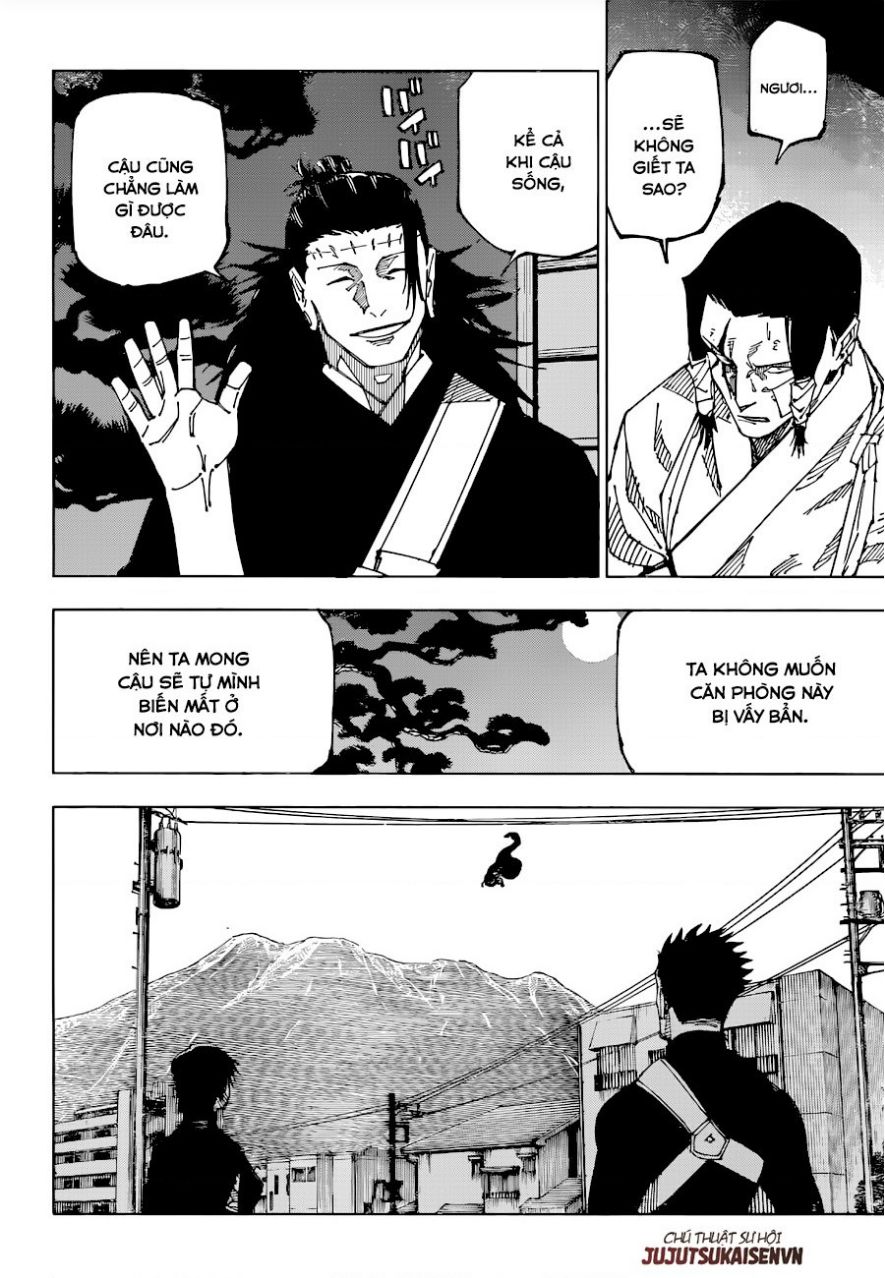 NGƯƠI...
...SẼ
KHÔNG
GIẾT TA
SAO?
KỂ CẢ
KHI CẬU
SỐNG,
CẬU CŨNG
CHẲNG LÀM
GÌ ĐƯỢC
ĐÂU.
TA KHÔNG MUỐN
CĂN PHÒNG NÀY
BỊ VẤY BẨN.
NÊN TA MONG
CẬU SẼ TỰ MÌNH
BIẾN MẤT Ở
NƠI NÀO ĐÓ.
CHÚ THUẬT SƯ HỒI
JUJUTSUKAISENVN